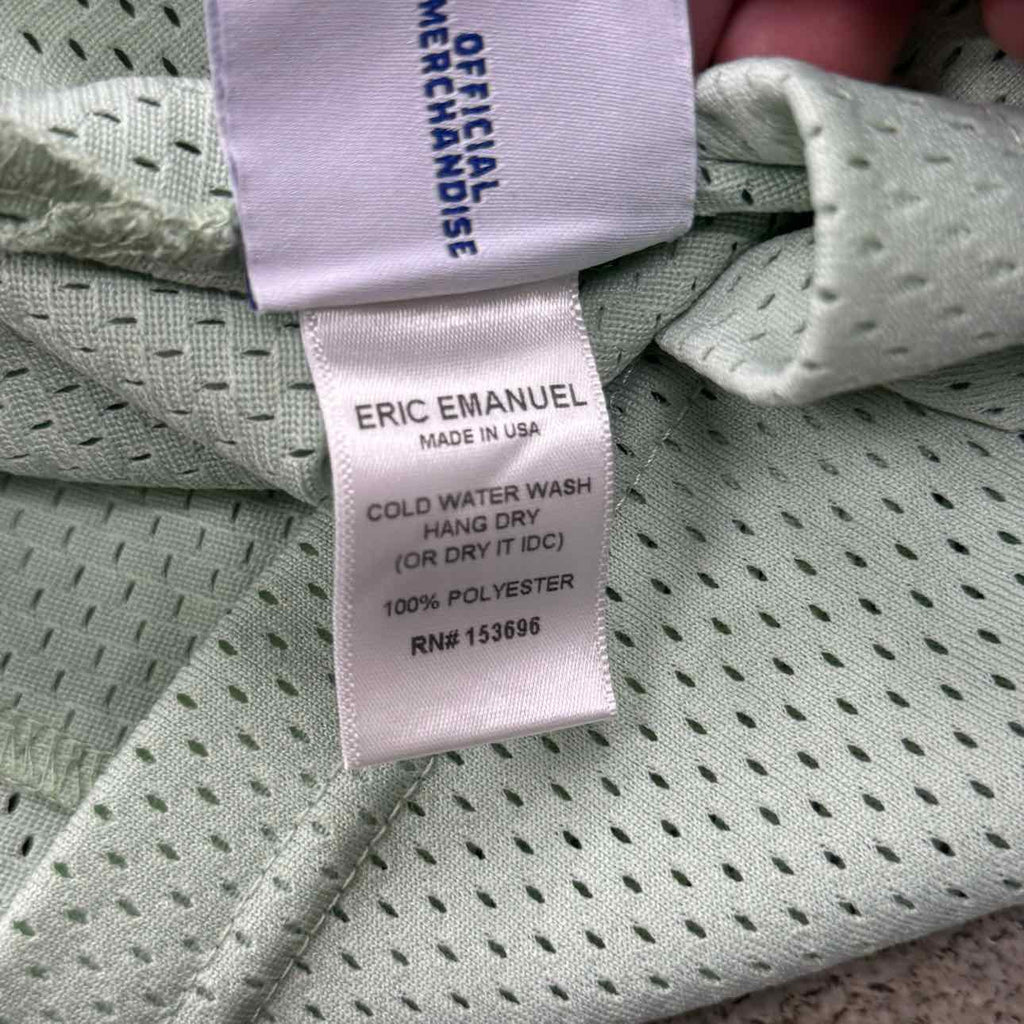 OFFICIAL
MERCHANDISE
ERIC EMANUEL
MADE IN USA
COLD WATER WASH
HANG DRY
(OR DRY IT IDC)
100% POLYESTER
RN# 153696